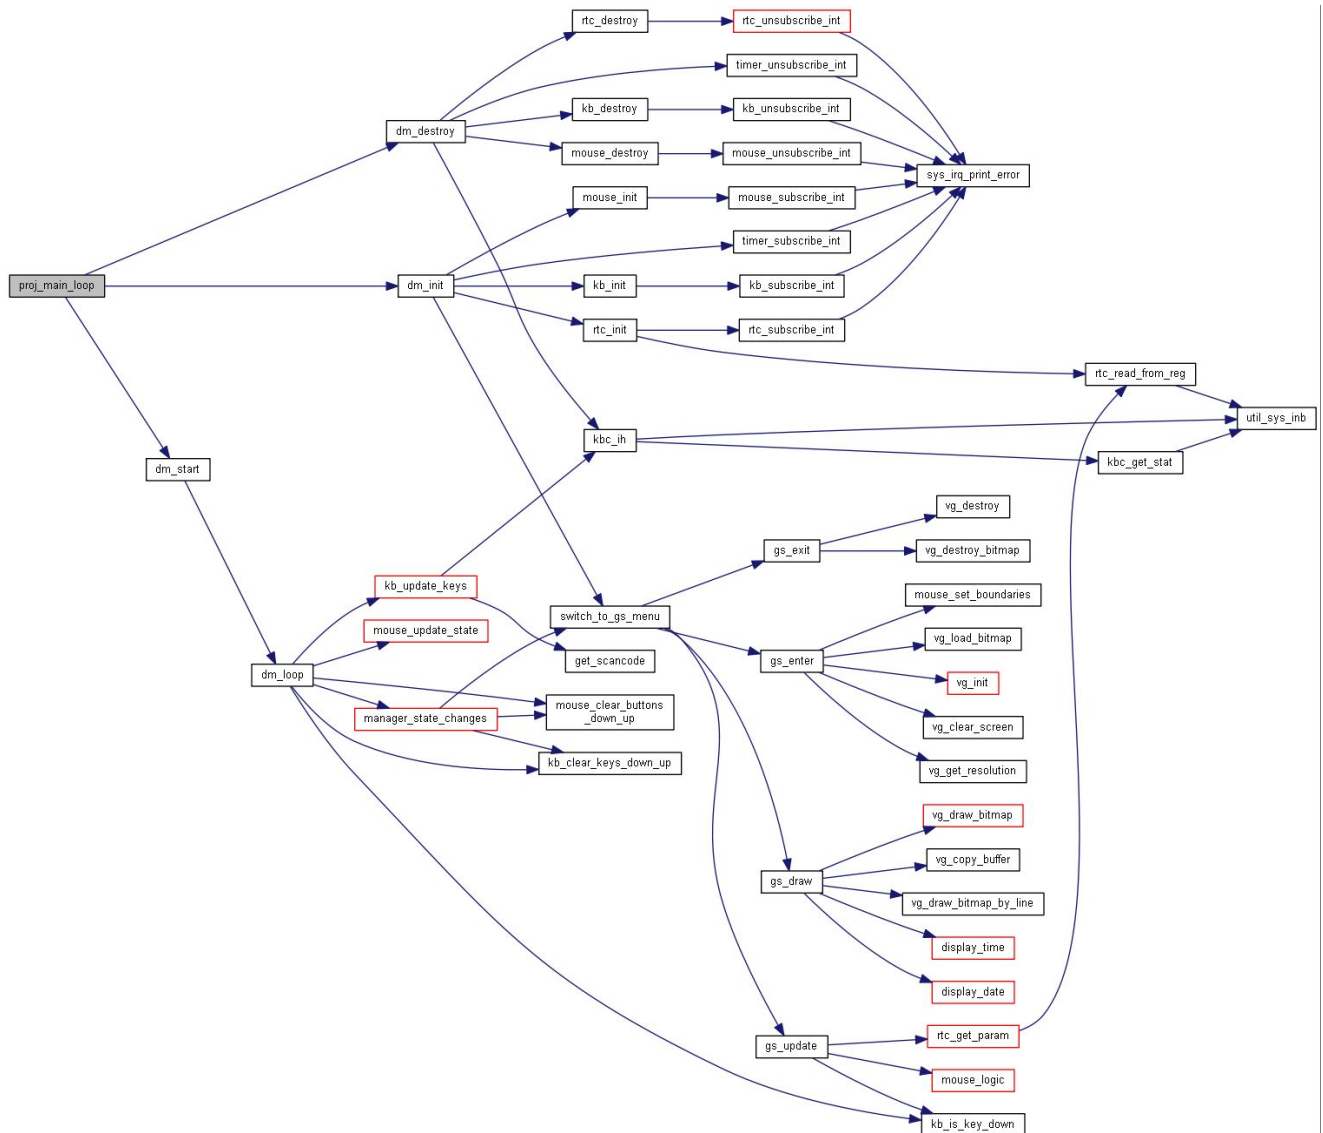 rtc_destroy
rtc_unsubscribe_int
timer_unsubscribe_int
kb_destroy
kb_unsubscribe_int
dm_destroy
mouse_destroy
mouse_unsubscribe_int
sys_irq_print_error
mouse_init
mouse_subscribe_int
timer_subscribe_int
proj_main_loop
dm_init
kb_init
kb_subscribe_int
rtc_init
rtc_subscribe_int
rtc_read_from_reg
util_sys_inb
kbc_ih
kbc_get_stat
dm_start
vg_destroy
gs_exit
vg_destroy_bitmap
kb_update_keys
mouse_set_boundaries
switch_to_gs_menu
mouse_update_state
vg_load_bitmap
get_scancode
gs_enter
dm_loop
vg_init
mouse_clear_buttons
_down_up
manager_state_changes
vg_clear_screen
kb_clear_keys_down_up
vg_get_resolution
vg_draw_bitmap
vg_copy_buffer
gs_draw
vg_draw_bitmap_by_line
display_time
display_date
rtc_get_param
gs_update
mouse_logic
kb_is_key_down